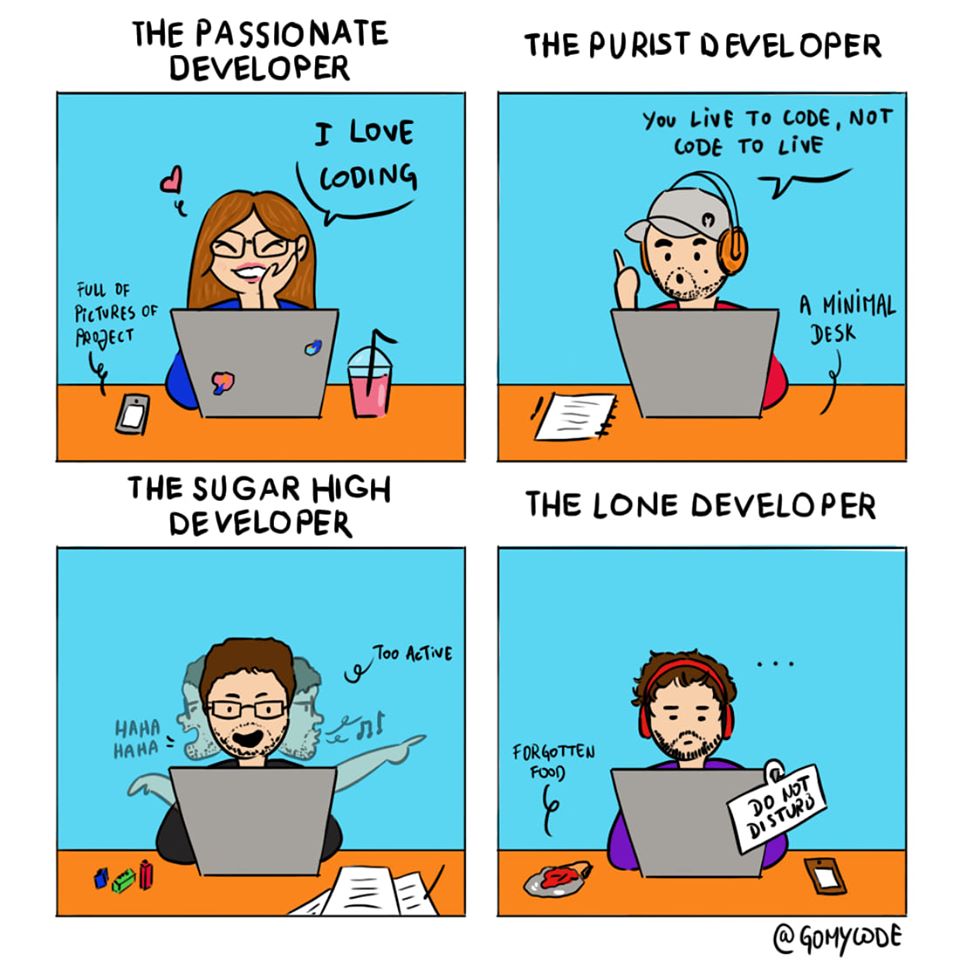 THE PASSIONATE
DEVELOPER
I LOVE
CODING
FULL OF
PICTURES OF
PROJECT
THE PURIST DEVELOPER
YOU LIVE TO CODE, NOT
CODE TO LIVE
A MINIMAL
DESK
THE SUGAR HIGH
DEVELOPER
TOO ACTIVE
HAHA
HAHA
THE LONE DEVELOPER
...
FORGOTTEN
FOOD
DO NOT
DISTURB
@GOMYCODE